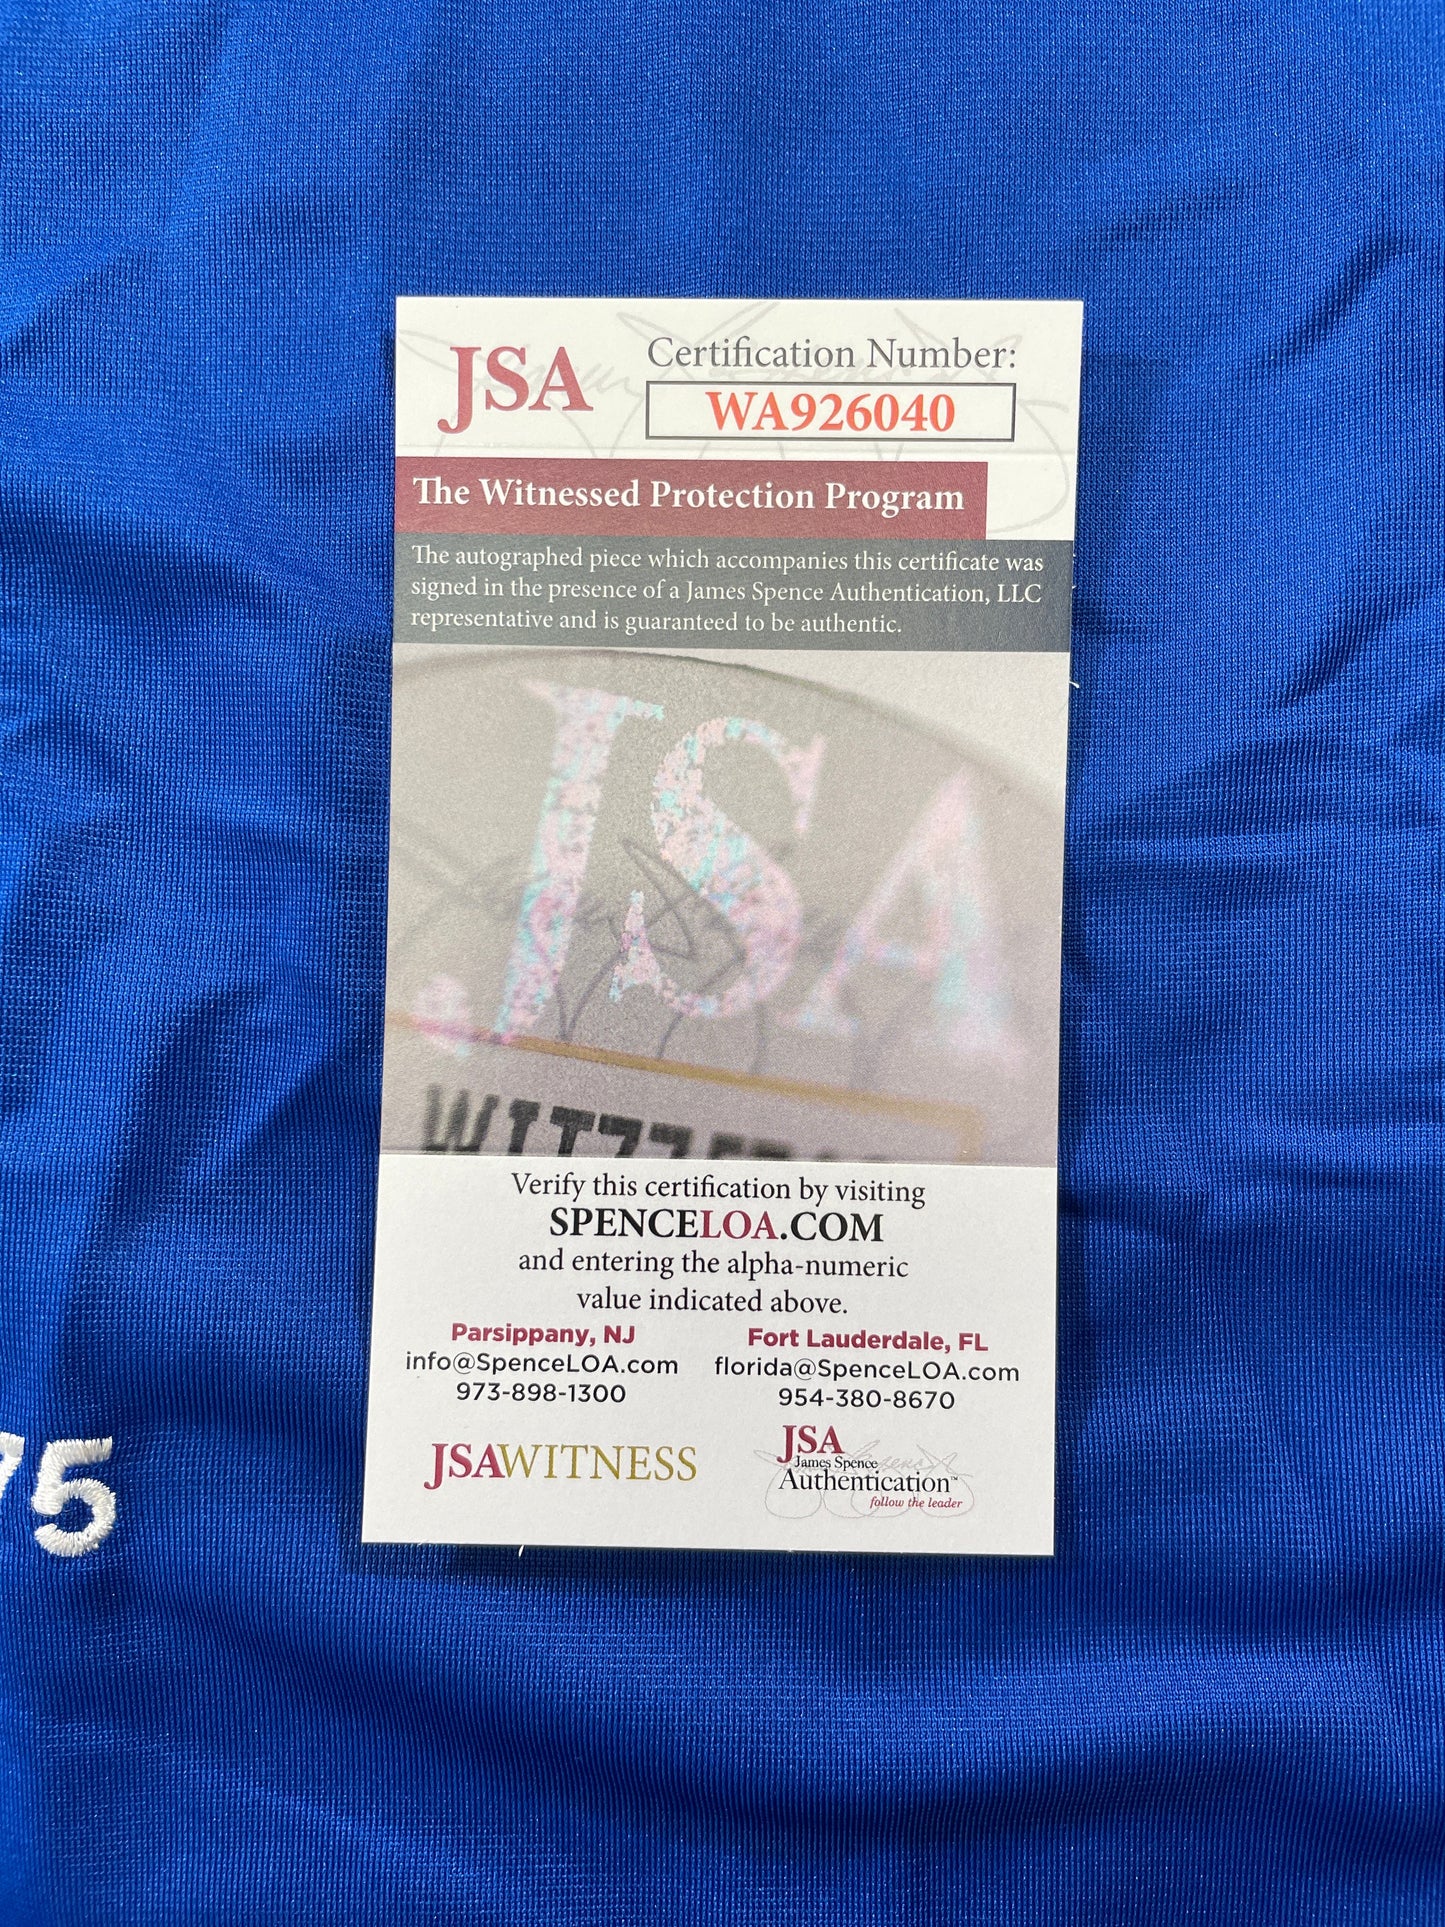 JSA
Certification Number:
WA926040
The Witnessed Protection Program
The autographed piece which accompanies this certificate was
signed in the presence of a James Spence Authentication, LLC
representative and is guaranteed to be authentic.
JSA
Verify this certification by visiting
SPENCELOA.COM
and entering the alpha-numeric
value indicated above.
Parsippany, NJ
info@SpenceLOA.com
973-898-1300
Fort Lauderdale, FL
florida@SpenceLOA.com
954-380-8670
JSAWITNESS
JSA
James Spence
Authentication™
follow the leader
75